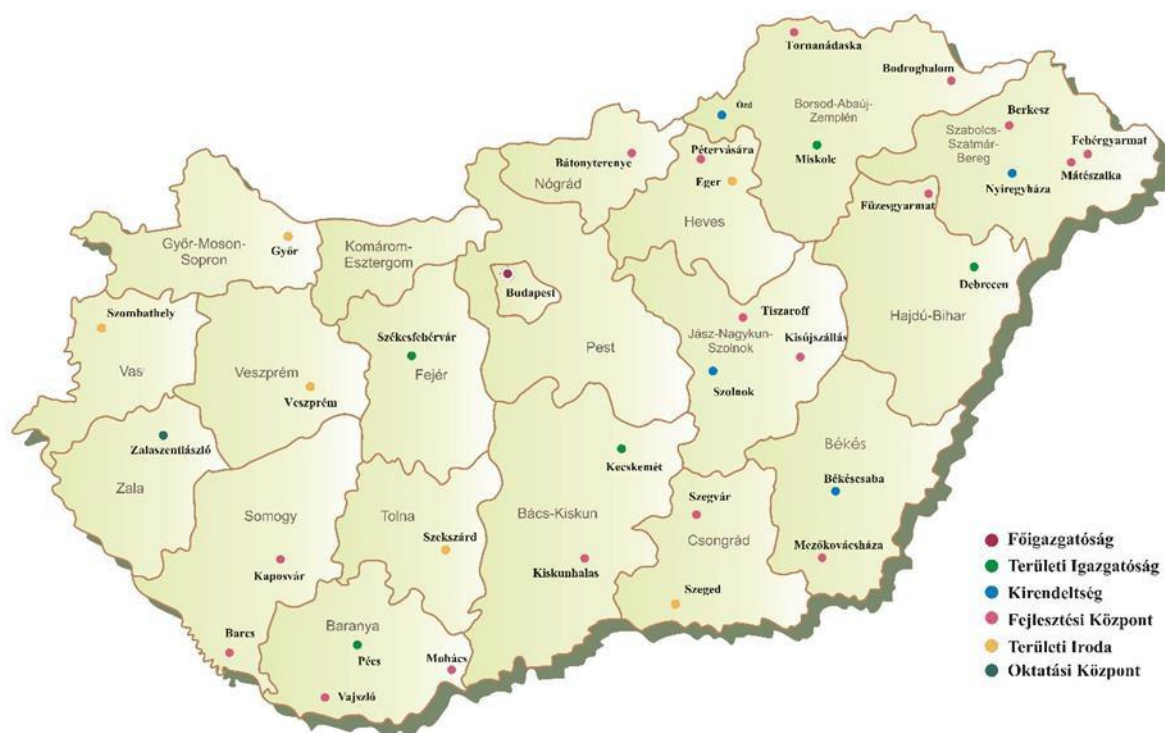 Tornanádaska
Bodroghalom
Ózd
Borsod-Abaúj-
Zemplén
Berkesz
Szabolcs-
Szatmár-
Bereg
Fehérgyarmat
Pétervására
Bátonyterenye
Miskolc
Mátészalka
Nyíregyháza
Nógrád
Eger
Füzesgyarmat
Heves
Győr-Moson-
Sopron
Győr
Komárom-
Esztergom
Budapest
Debrecen
Szombathely
Tiszaroff
Hajdú-Bihar
Székesfehérvár
Jász-Nagykun-
Szolnok
Kisújszállás
Pest
Vas
Veszprém
Fejér
Veszprém
Szolnok
Zalaszentlászló
Kecskemét
Békés
Zala
Békéscsaba
Szegvár
Somogy
Tolna
Bács-Kiskun
Szekszárd
Csongrád
Mezőkovácsháza
Kaposvár
Kiskunhalas
Szeged
Baranya
Barcs
Pécs
Mohács
Vajszló
Főigazgatóság
Területi Igazgatóság
Kirendeltség
Fejlesztési Központ
Területi Iroda
Oktatási Központ